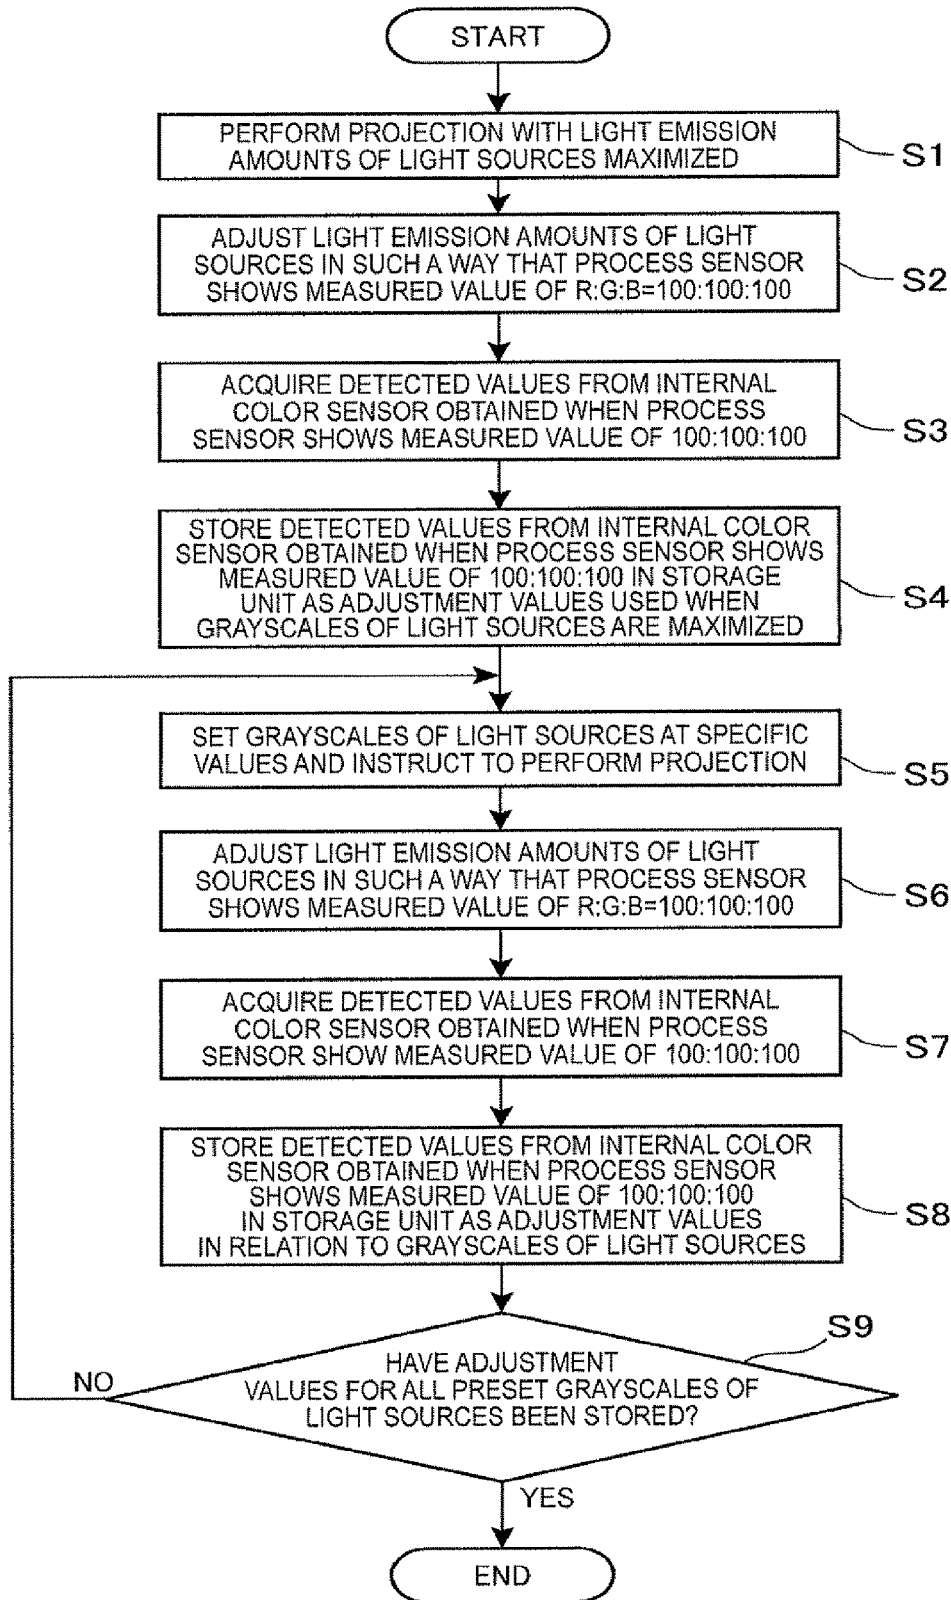 START
PERFORM PROJECTION WITH LIGHT EMISSION
AMOUNTS OF LIGHT SOURCES MAXIMIZED
S1
ADJUST LIGHT EMISSION AMOUNTS OF LIGHT
SOURCES IN SUCH A WAY THAT PROCESS SENSOR
SHOWS MEASURED VALUE OF R:G:B=100:100:100
S2
ACQUIRE DETECTED VALUES FROM INTERNAL
COLOR SENSOR OBTAINED WHEN PROCESS
SENSOR SHOWS MEASURED VALUE OF 100:100:100
S3
STORE DETECTED VALUES FROM INTERNAL COLOR
SENSOR OBTAINED WHEN PROCESS SENSOR SHOWS
MEASURED VALUE OF 100:100:100 IN STORAGE
UNIT AS ADJUSTMENT VALUES USED WHEN
GRAYSCALES OF LIGHT SOURCES ARE MAXIMIZED
S4
SET GRAYSCALES OF LIGHT SOURCES AT SPECIFIC
VALUES AND INSTRUCT TO PERFORM PROJECTION
S5
ADJUST LIGHT EMISSION AMOUNTS OF LIGHT
SOURCES IN SUCH A WAY THAT PROCESS SENSOR
SHOWS MEASURED VALUE OF R:G:B=100:100:100
S6
ACQUIRE DETECTED VALUES FROM INTERNAL
COLOR SENSOR OBTAINED WHEN PROCESS
SENSOR SHOW MEASURED VALUE OF 100:100:100
S7
STORE DETECTED VALUES FROM INTERNAL COLOR
SENSOR OBTAINED WHEN PROCESS SENSOR
SHOWS MEASURED VALUE OF 100:100:100
IN STORAGE UNIT AS ADJUSTMENT VALUES
IN RELATION TO GRAYSCALES OF LIGHT SOURCES
S8
S9
HAVE ADJUSTMENT
VALUES FOR ALL PRESET GRAYSCALES OF
LIGHT SOURCES BEEN STORED?
NO
YES
END